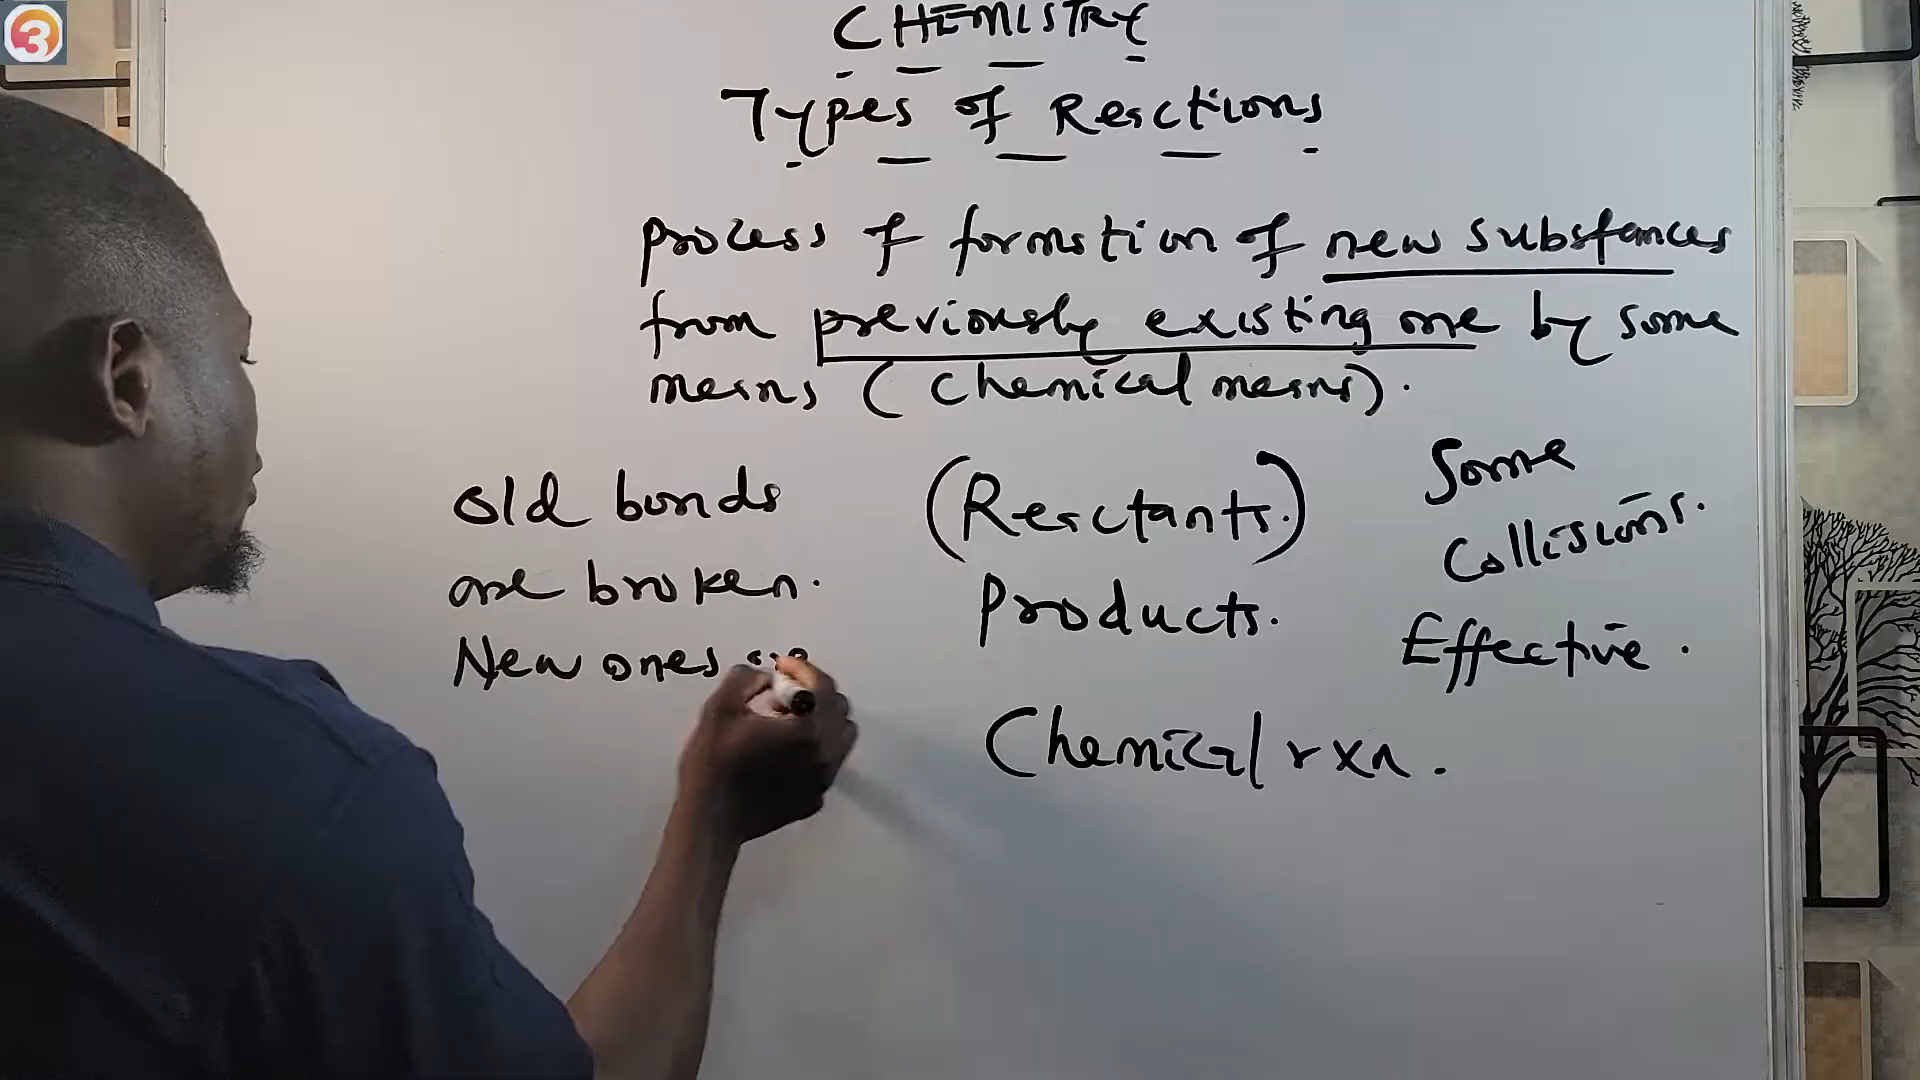 3
CHEMISTRY
Types of Reactions
process of formation of new substances
from previously existing one by some
means (chemical means).
old bonds
are broken.
New ones
(Reactants.)
Products.
Chemical rxn.
Some
Collisions.
Effective.